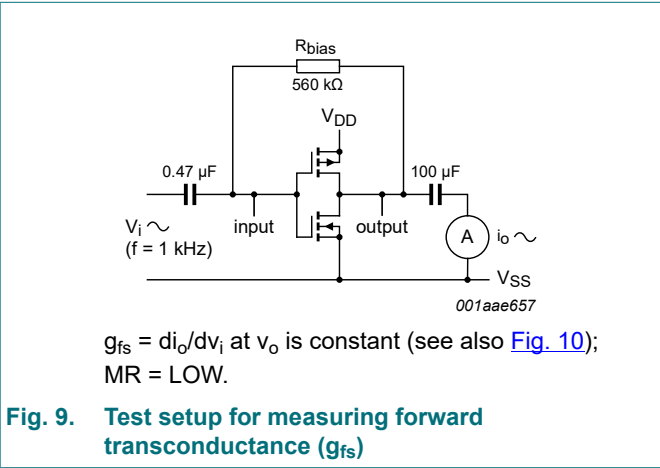 Rbias
560 kΩ
VDD
0.47 µF
100 µF
Vi
(f = 1 kHz)
input
output
A
io
VSS
001aae657
gfs = dio/dvi at vo is constant (see also Fig. 10);
MR = LOW.
Fig. 9. Test setup for measuring forward
transconductance (gfs)